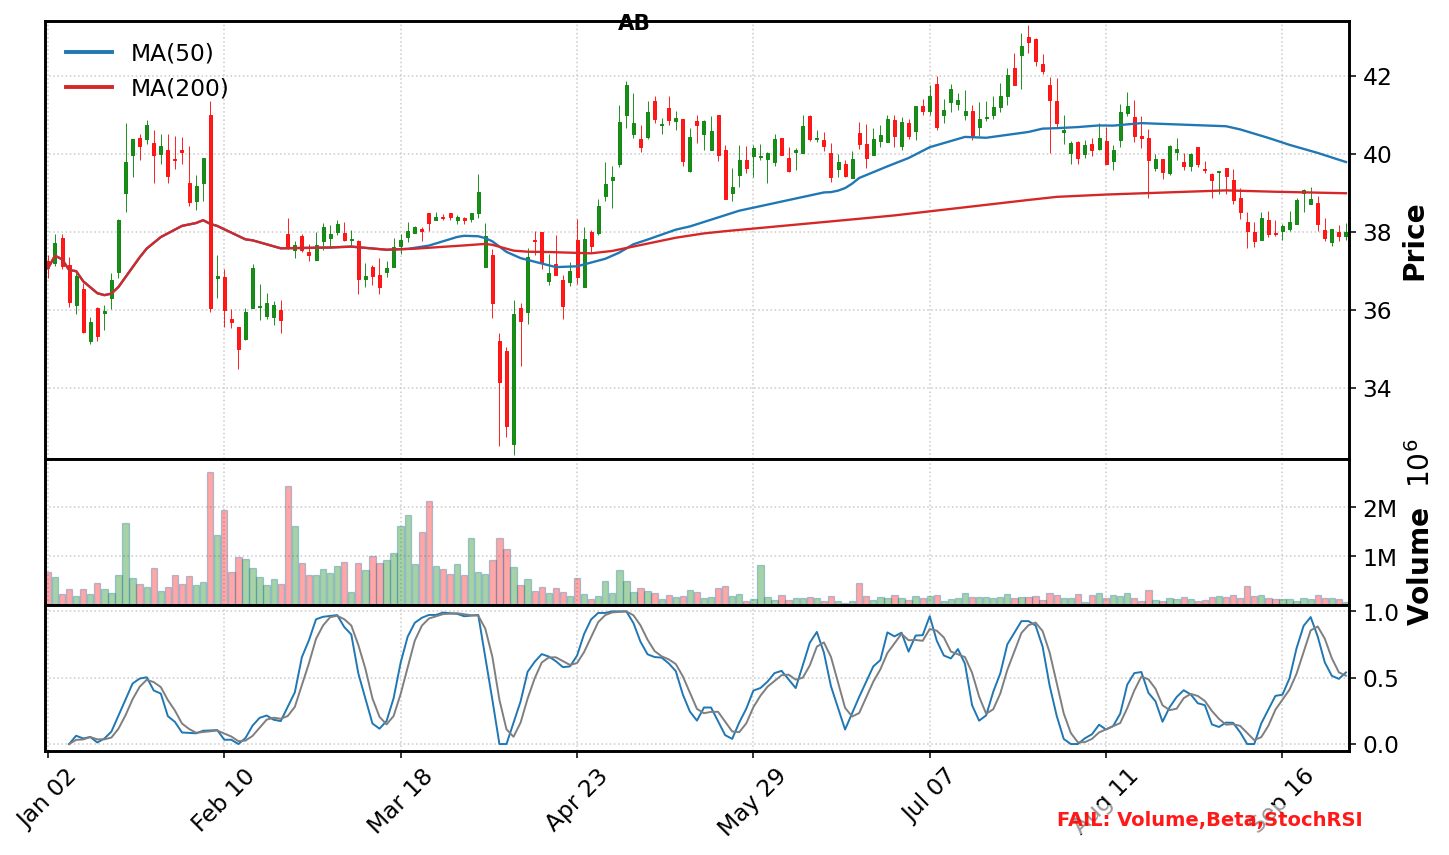 AB
MA(50)
MA(200)
42
40
38
36
34
Price
2M
1M
Volume 10^6
1.0
0.5
0.0
Jan 02
Feb 10
Mar 18
Apr 23
May 29
Jul 07
Aug 11
Sep 16
FAIL: Volume,Beta,StochRSI